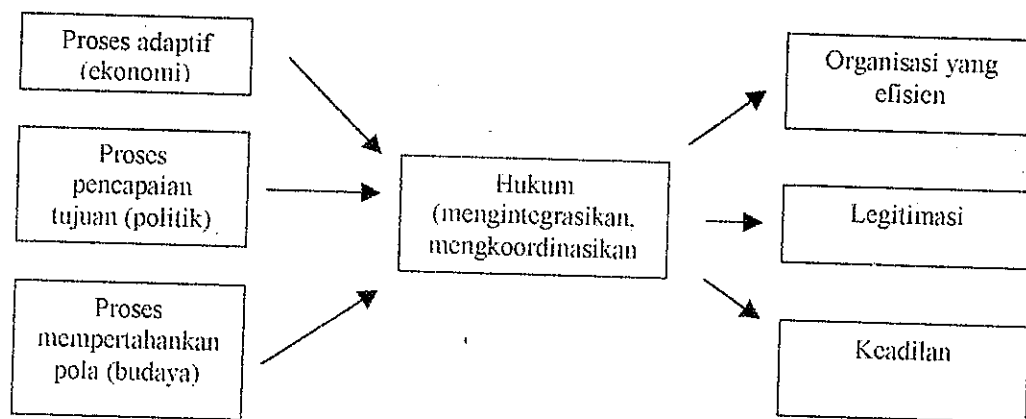 Proses adaptif
(ekonomi)
Proses
pencapaian
tujuan (politik)
Proses
mempertahankan
pola (budaya)
Hukum
(mengintegrasikan,
mengkoordinasikan
Organisasi yang
efisien
Legitimasi
Keadilan